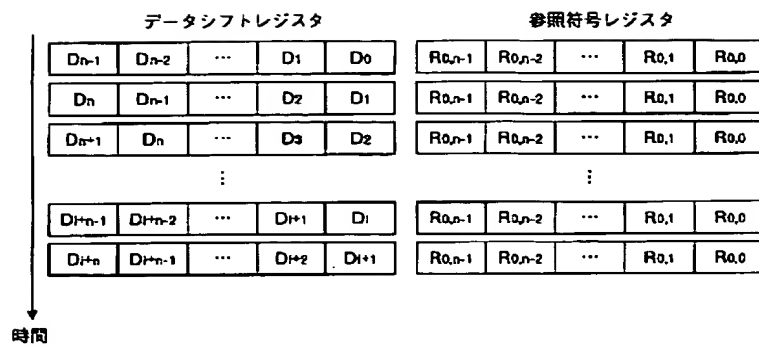 データシフトレジスタ 参照符号レジスタ
Dn-1 Dn-2 … D1 D0 R0,n-1 R0,n-2 … R0,1 R0,0
Dn Dn-1 … D2 D1 R0,n-1 R0,n-2 … R0,1 R0,0
Dn+1 Dn … D3 D2 R0,n-1 R0,n-2 … R0,1 R0,0
⋮ ⋮
Di+n-1 Di+n-2 … Di+1 Di R0,n-1 R0,n-2 … R0,1 R0,0
Di+n Di+n-1 … Di+2 Di+1 R0,n-1 R0,n-2 … R0,1 R0,0
時間